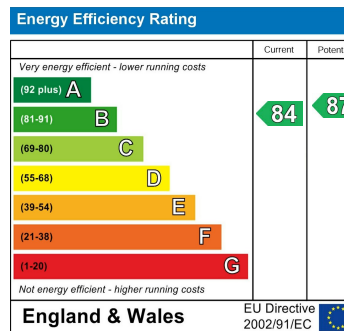 Energy Efficiency Rating
Current Potent
Very energy efficient - lower running costs
(92 plus) A
(81-91) B
84
87
(69-80) C
(55-68) D
(39-54) E
(21-38) F
(1-20) G
Not energy efficient - higher running costs
England & Wales
EU Directive
2002/91/EC